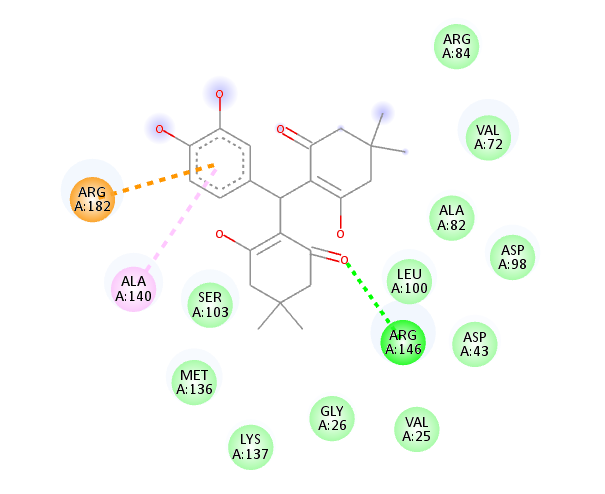 ARG
A:84
O
O
O
VAL
A:72
ARG
A:182
ALA
A:82
O
O
ASP
A:98
O
LEU
A:100
ALA
A:140
SER
A:103
ARG
A:146
ASP
A:43
MET
A:136
GLY
A:26
VAL
A:25
LYS
A:137